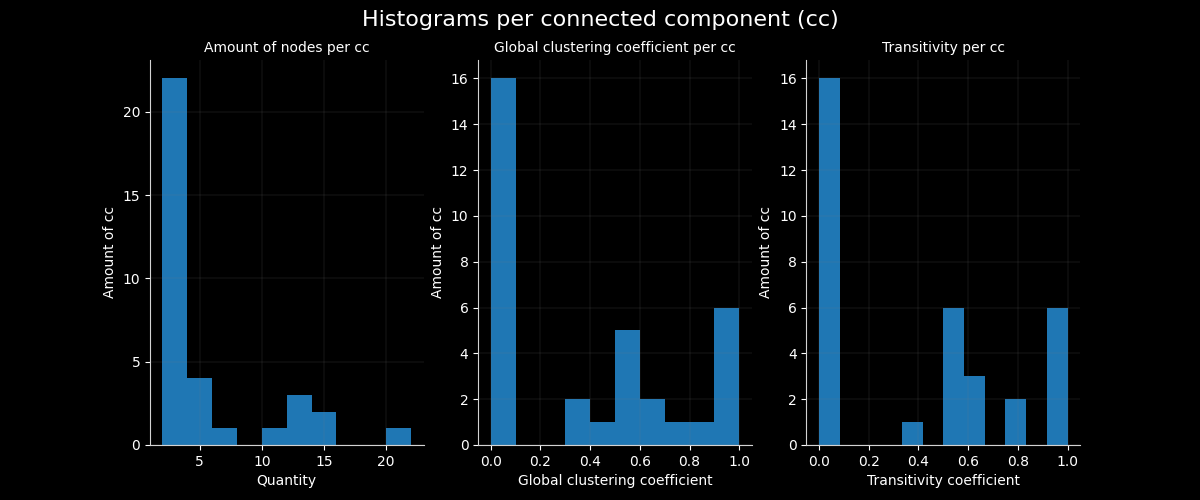 Histograms per connected component (cc)
Amount of nodes per cc
Amount of cc
20
15
10
5
0
5 10 15 20
Quantity
Global clustering coefficient per cc
Amount of cc
16
14
12
10
8
6
4
2
0
0.0 0.2 0.4 0.6 0.8 1.0
Global clustering coefficient
Transitivity per cc
Amount of cc
16
14
12
10
8
6
4
2
0
0.0 0.2 0.4 0.6 0.8 1.0
Transitivity coefficient